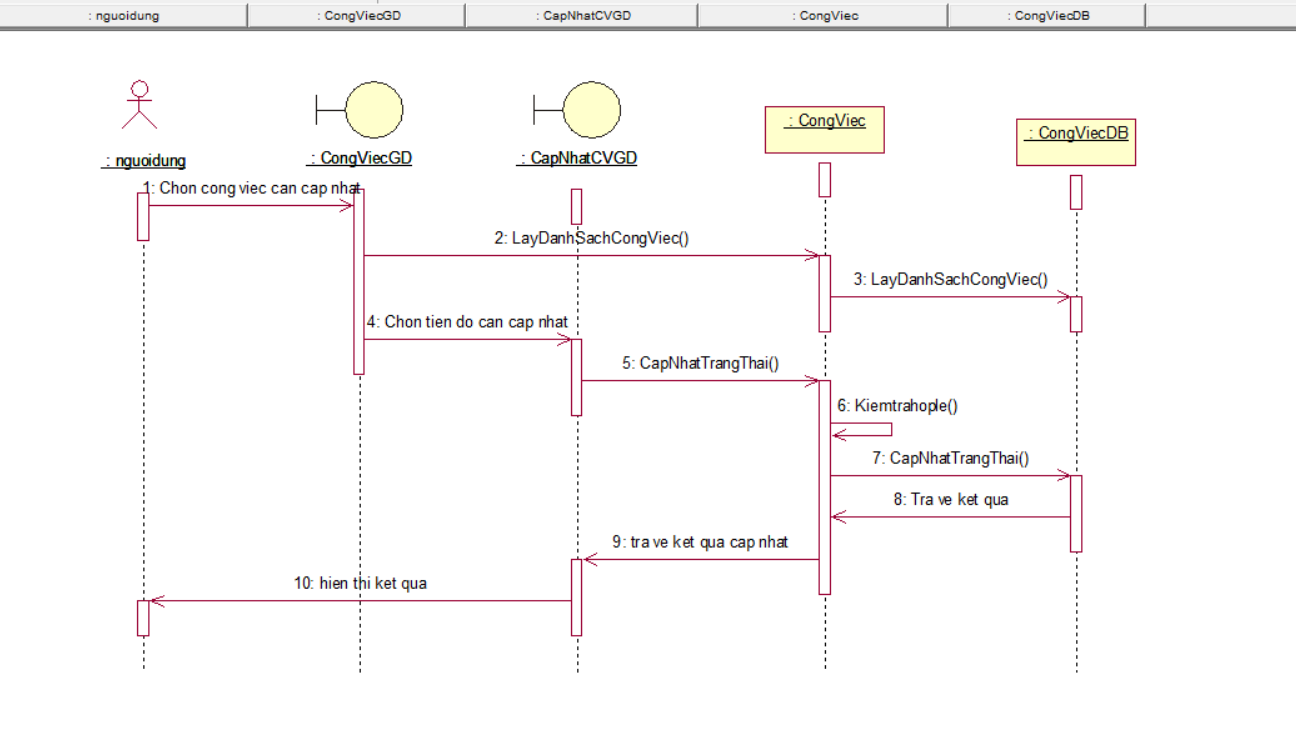 : nguoidung
: CongViecGD
: CapNhatCVGD
: CongViec
: CongViecDB
: nguoidung
: CongViecGD
: CapNhatCVGD
: CongViec
: CongViecDB
1: Chon cong viec can cap nhat
2: LayDanhSachCongViec()
3: LayDanhSachCongViec()
4: Chon tien do can cap nhat
5: CapNhatTrangThai()
6: Kiemtrahople()
7: CapNhatTrangThai()
8: Tra ve ket qua
9: tra ve ket qua cap nhat
10: hien thi ket qua